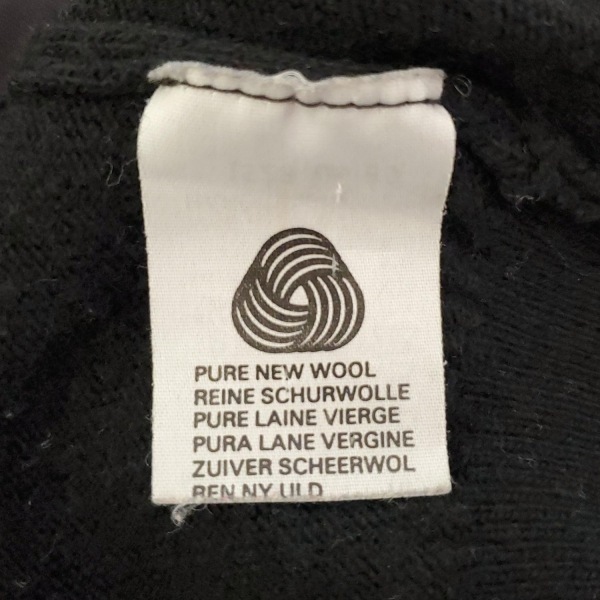 PURE NEW WOOL
REINE SCHURWOLLE
PURE LAINE VIERGE
PURA LANE VERGINE
ZUIVER SCHEERWOL
REN NY ULD